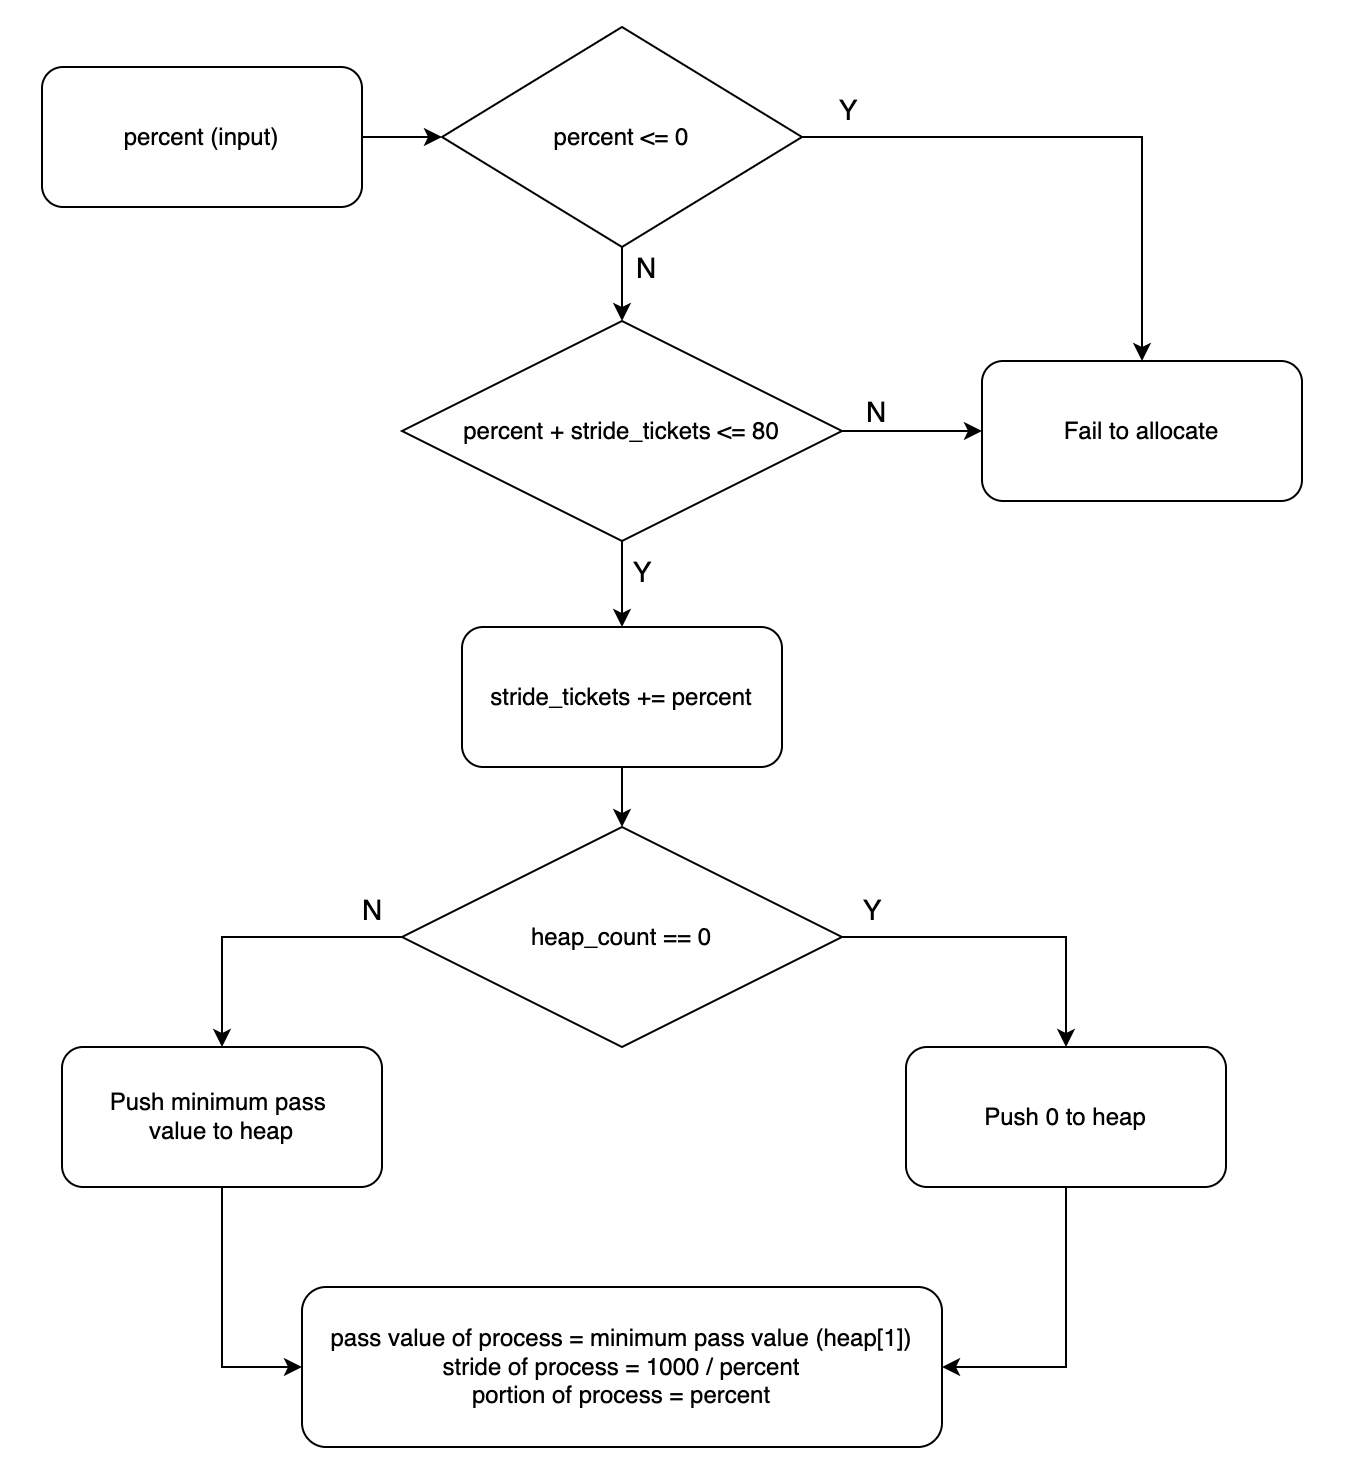 percent (input)
percent <= 0
Y
N
percent + stride_tickets <= 80
N
Fail to allocate
Y
stride_tickets += percent
heap_count == 0
N
Y
Push minimum pass
value to heap
Push 0 to heap
pass value of process = minimum pass value (heap[1])
stride of process = 1000 / percent
portion of process = percent